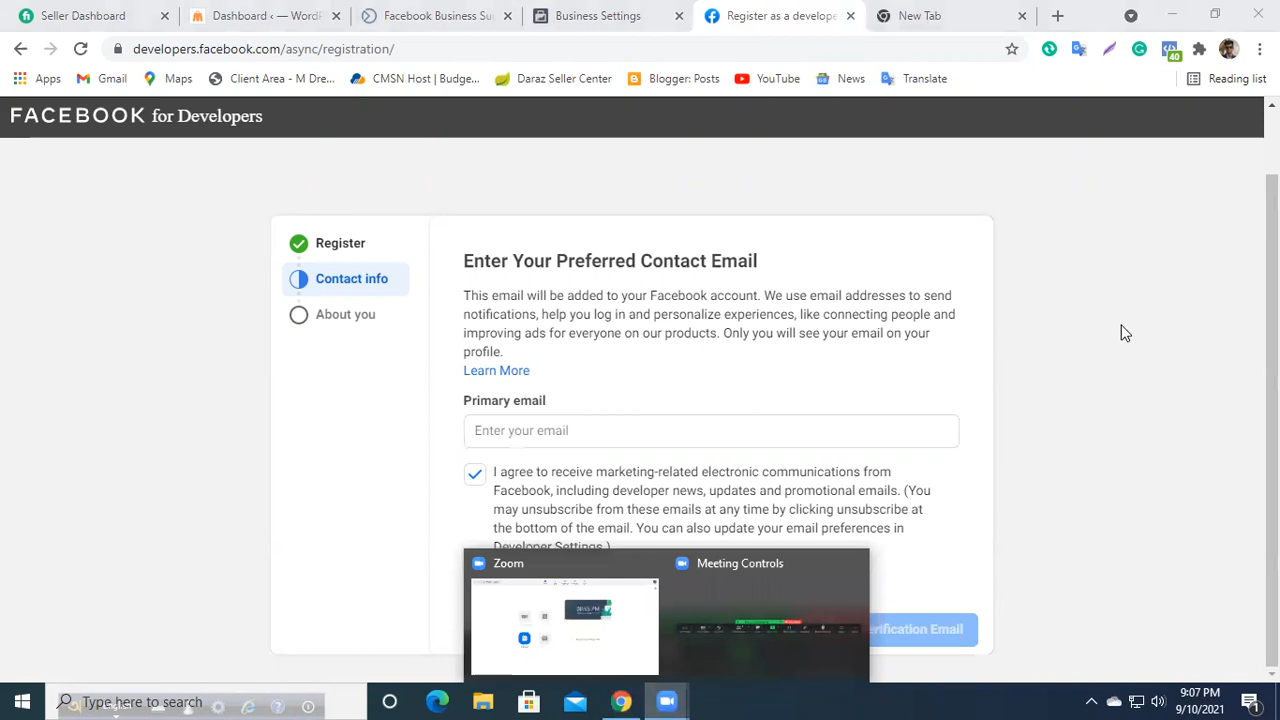 Seller Dashboard
Dashboard ‹ — WordP
Facebook Business Su
Business Settings
Register as a develope
New Tab
developers.facebook.com/async/registration/
40
Apps
Gmail
Maps
Client Area - M Dre...
CMSN Host | Budge...
Daraz Seller Center
Blogger: Posts
YouTube
News
Translate
Reading list
FACEBOOK for Developers
Register
Contact info
About you
Enter Your Preferred Contact Email
This email will be added to your Facebook account. We use email addresses to send
notifications, help you log in and personalize experiences, like connecting people and
improving ads for everyone on our products. Only you will see your email on your
profile.
Learn More
Primary email
Enter your email
I agree to receive marketing-related electronic communications from
Facebook, including developer news, updates and promotional emails. (You
may unsubscribe from these emails at any time by clicking unsubscribe at
the bottom of the email. You can also update your email preferences in
Developer Settings.)
Zoom
Meeting Controls
erification Email
Type here to search
9:07 PM
9/10/2021
1